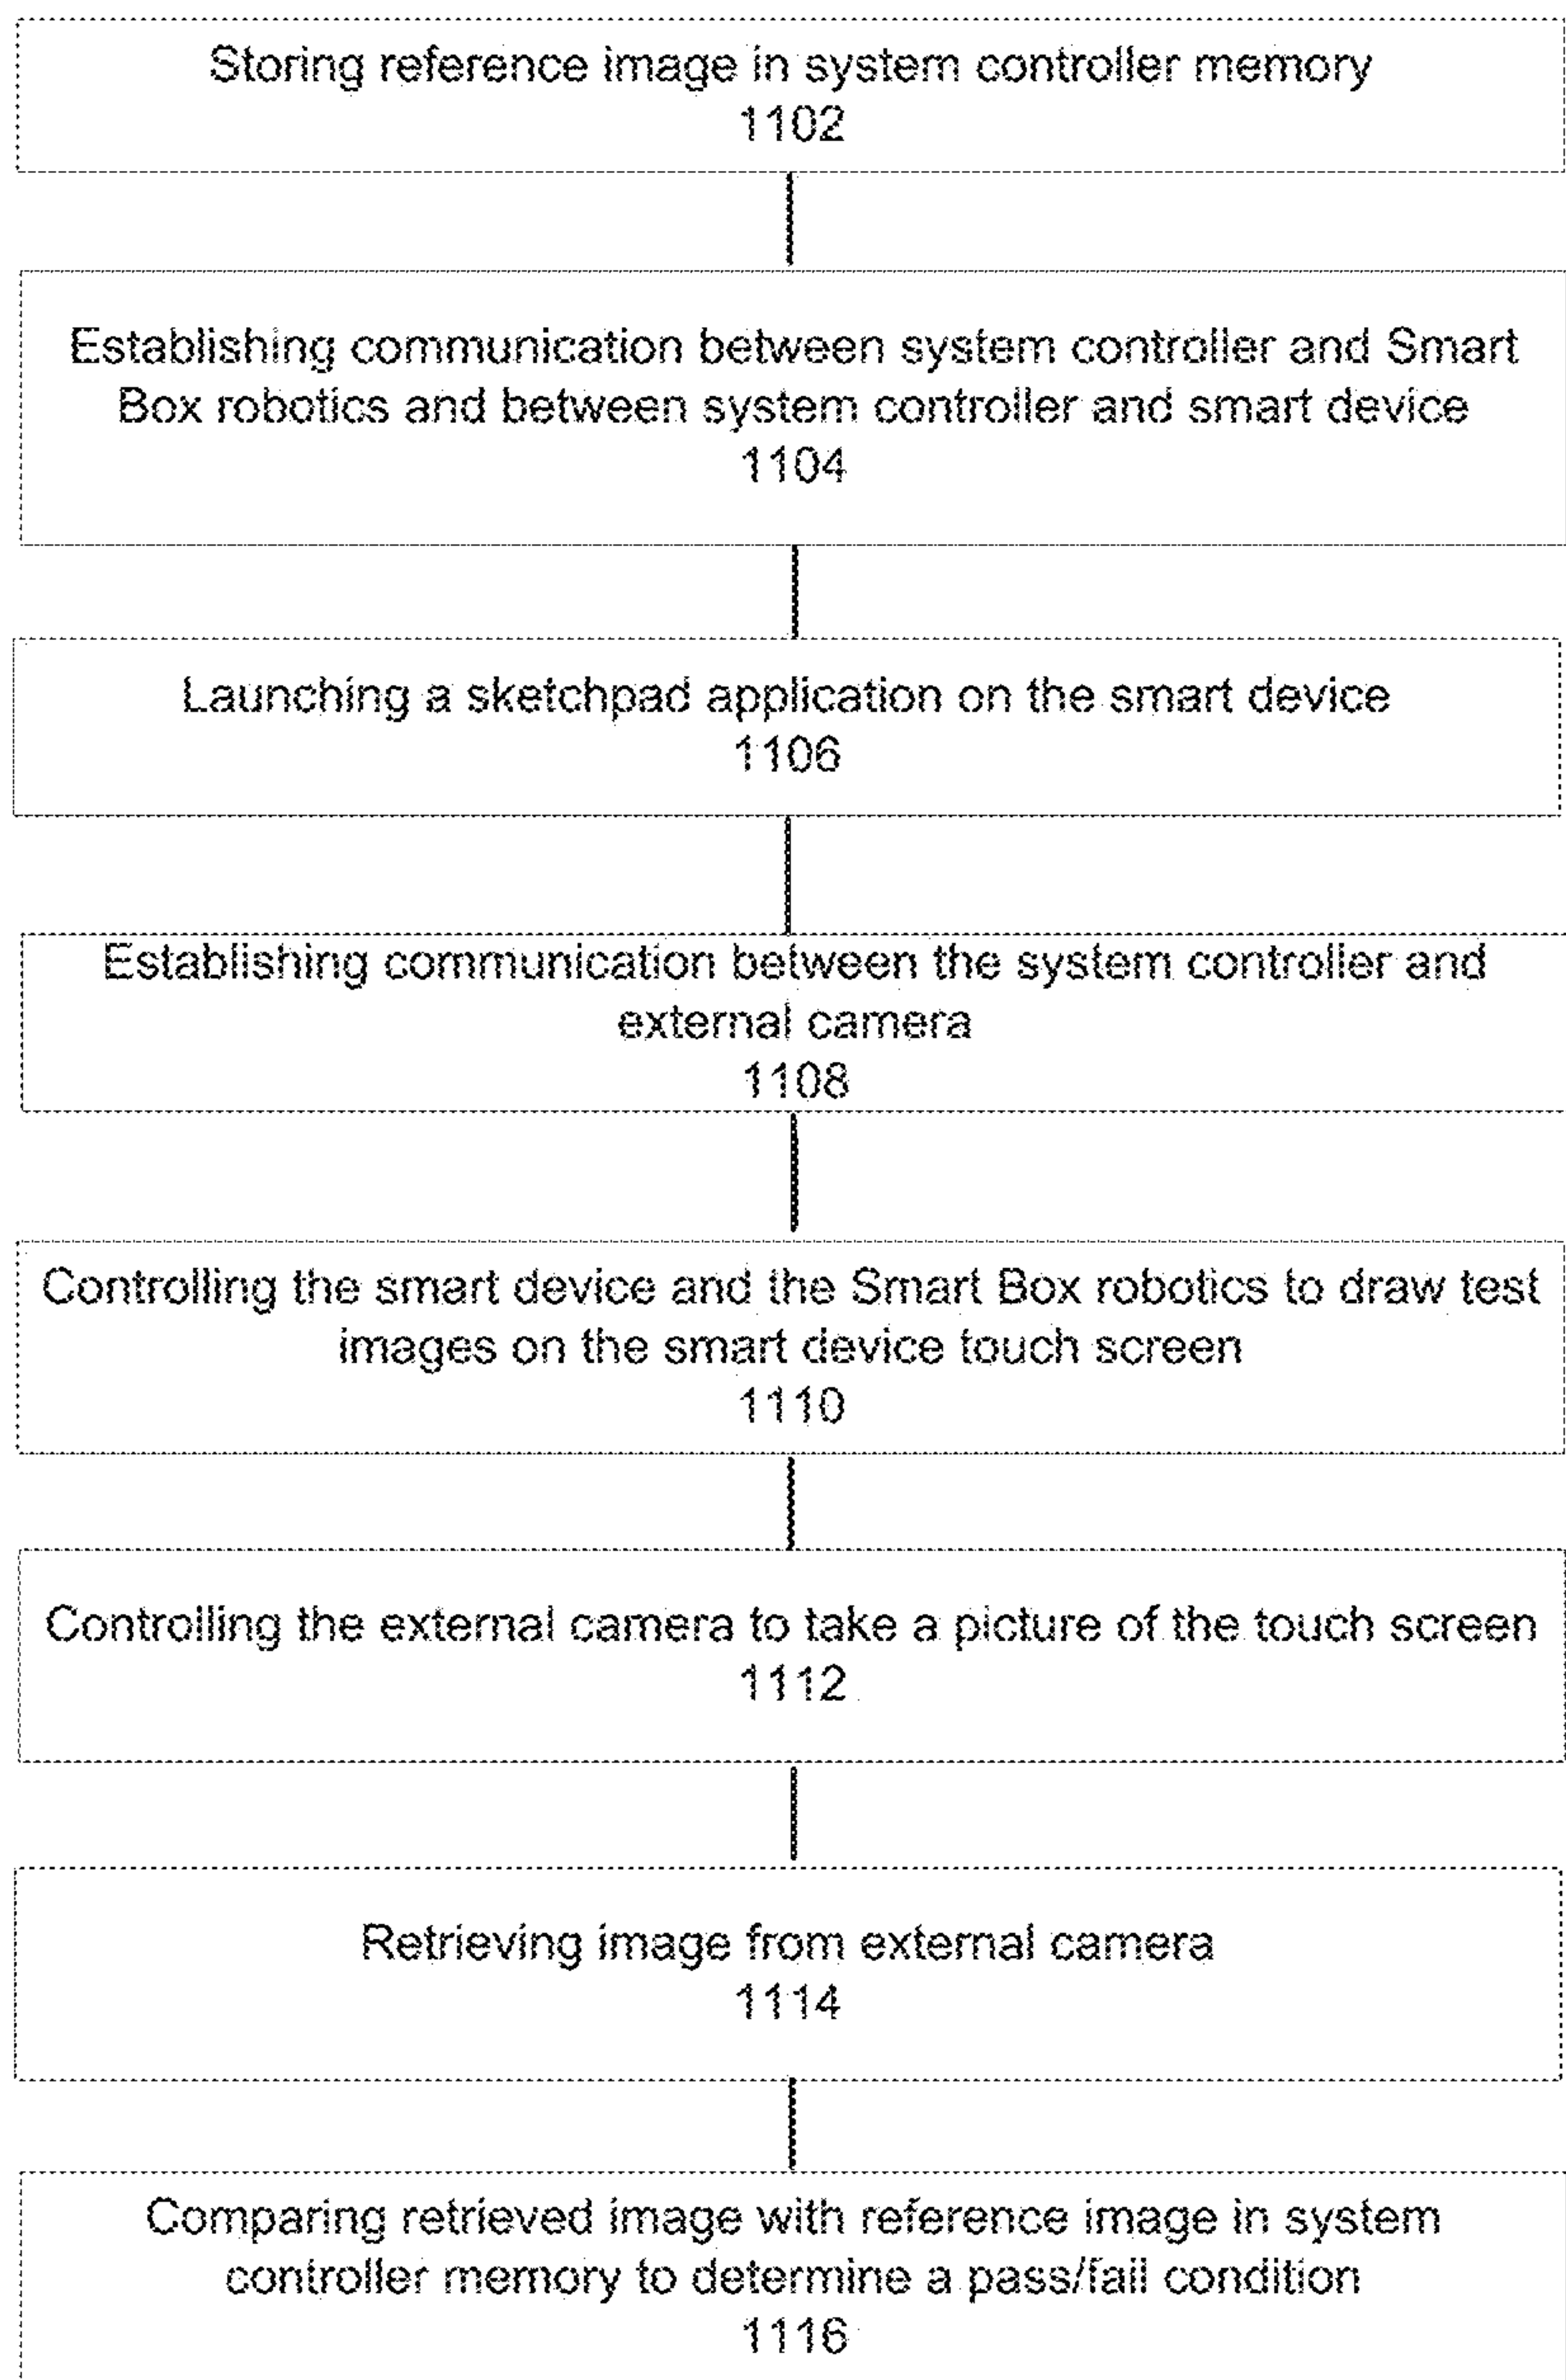 Storing reference image in system controller memory
1102
Establishing communication between system controller and Smart
Box robotics and between system controller and smart device
1104
Launching a sketchpad application on the smart device
1106
Establishing communication between the system controller and
external camera
1108
Controlling the smart device and the Smart Box robotics to draw test
images on the smart device touch screen
1110
Controlling the external camera to take a picture of the touch screen
1112
Retrieving image from external camera
1114
Comparing retrieved image with reference image in system
controller memory to determine a pass/fail condition
1116